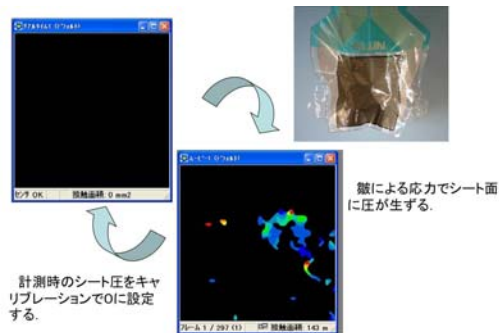 センサ OK 接触面積: 0 mm2
皺による応力でシート面
に圧が生ずる.
計測時のシート圧をキャ
リブレーションで0に設定
する.
フレーム 1 / 297 (1) 接触面積: 143 m